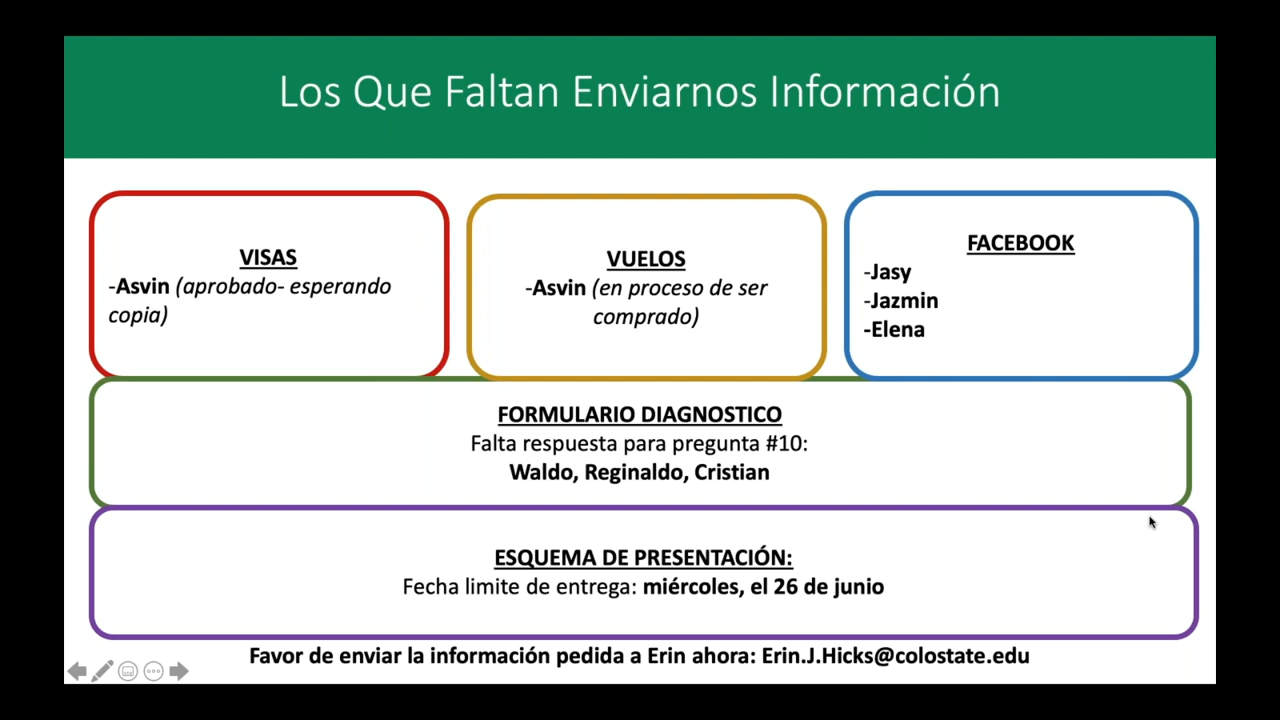 Los Que Faltan Enviarnos Información
VISAS
-Asvin (aprobado- esperando
copia)
VUELOS
-Asvin (en proceso de ser
comprado)
FACEBOOK
-Jasy
-Jazmin
-Elena
FORMULARIO DIAGNOSTICO
Falta respuesta para pregunta #10:
Waldo, Reginaldo, Cristian
ESQUEMA DE PRESENTACIÓN:
Fecha limite de entrega: miércoles, el 26 de junio
Favor de enviar la información pedida a Erin ahora: Erin.J.Hicks@colostate.edu